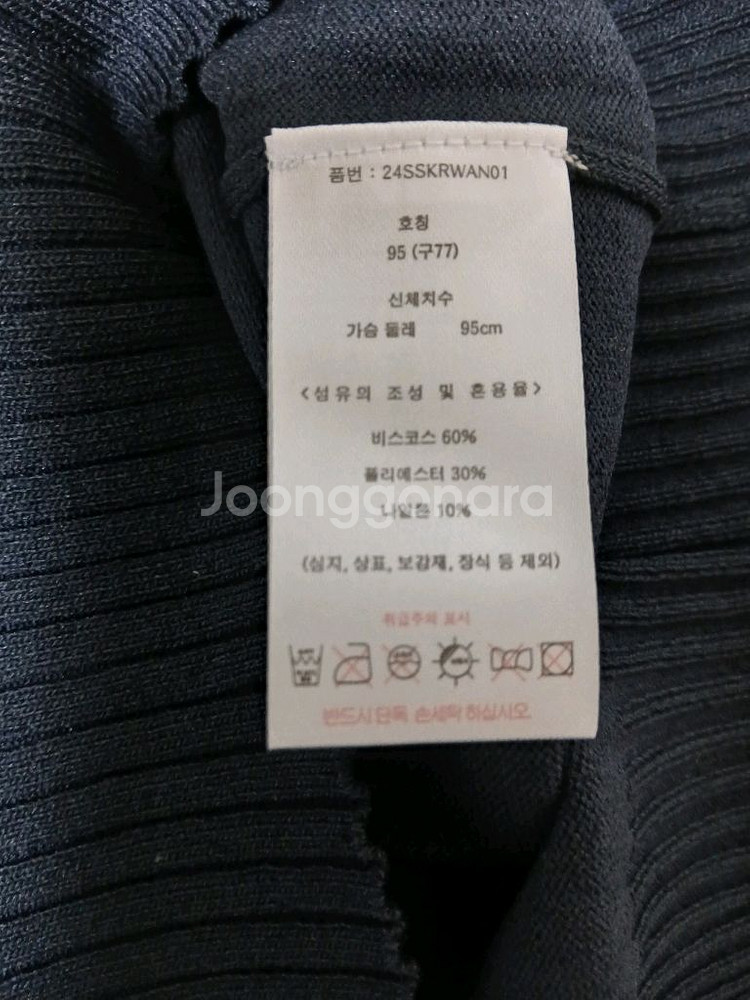 품번 : 24SSKRWAN01
호칭
95 (구77)
신체치수
가슴 둘레 95cm
<섬유의 조성 및 혼용율>
비스코스 60%
폴리에스터 30%
Joonggonara
나일론 10%
(심지, 상표, 보강재, 장식 등 제외)
취급주의 표시
반드시 단독 손세탁 하십시오